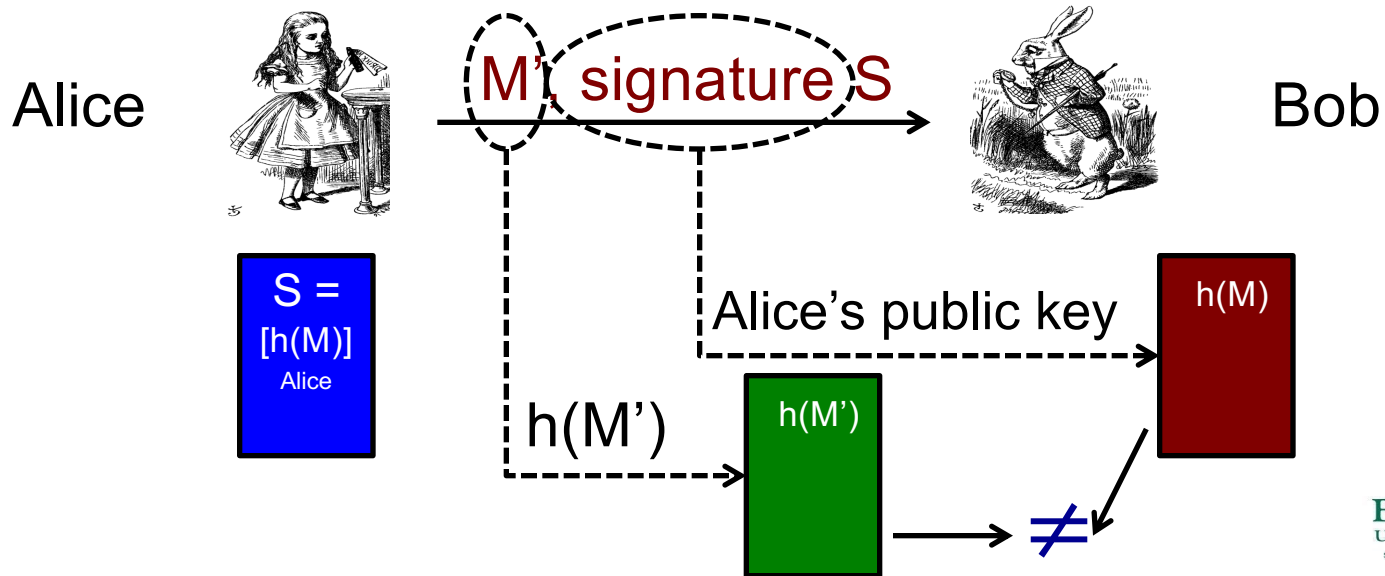 Alice
M', signature S
Bob
S =
[h(M)]
Alice
Alice's public key
h(M)
h(M')
h(M')
≠